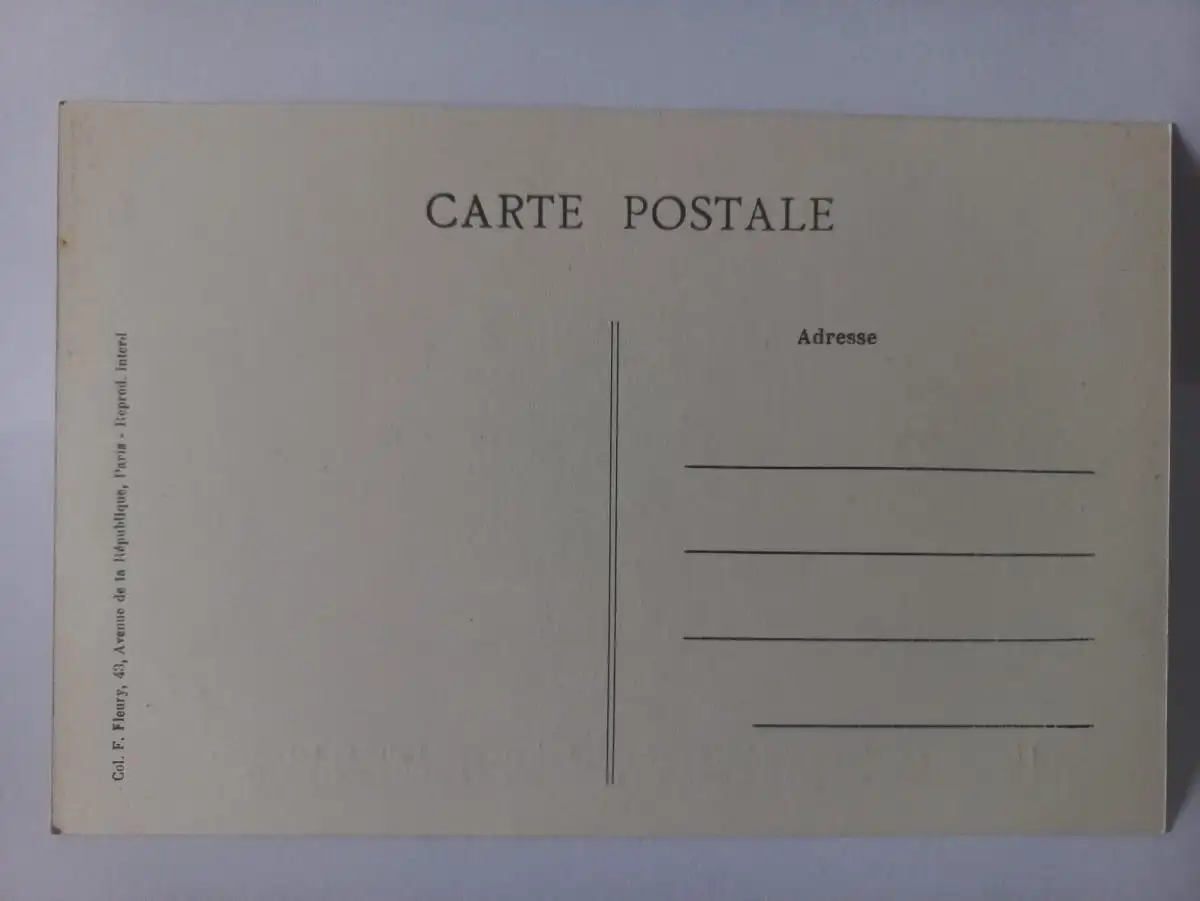 CARTE POSTALE
Adresse
Col. F. Fleury, 43, Avenue de la République, Paris - Reprod. Interd